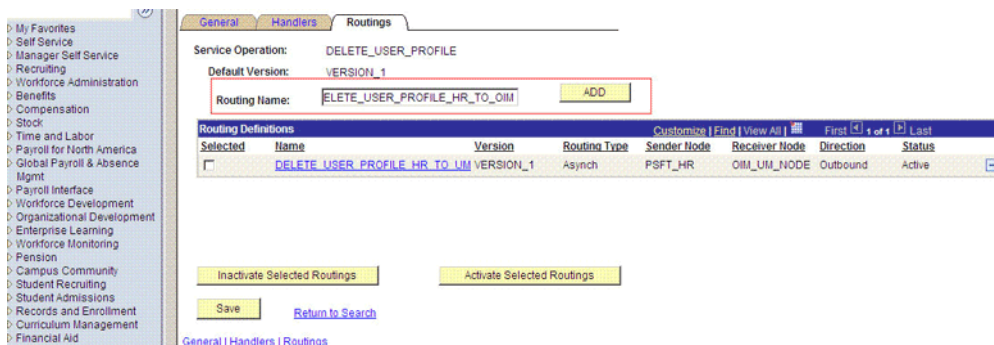 My Favorites
Self Service
Manager Self Service
Recruiting
Workforce Administration
Benefits
Compensation
Stock
Time and Labor
Payroll for North America
Global Payroll & Absence
Mgmt
Payroll Interface
Workforce Development
Organizational Development
Enterprise Learning
Workforce Monitoring
Pension
Campus Community
Student Recruiting
Student Admissions
Records and Enrollment
Curriculum Management
Financial Aid
General Handlers Routings
Service Operation: DELETE_USER_PROFILE
Default Version: VERSION_1
Routing Name: ELETE_USER_PROFILE_HR_TO_OIM ADD
Routing Definitions Customize | Find | View All | First 1 of 1 Last
Selected Name Version Routing Type Sender Node Receiver Node Direction Status
DELETE_USER_PROFILE_HR_TO_UM VERSION_1 Asynch PSFT_HR OIM_UM_NODE Outbound Active
Inactivate Selected Routings Activate Selected Routings
Save Return to Search
General | Handlers | Routings